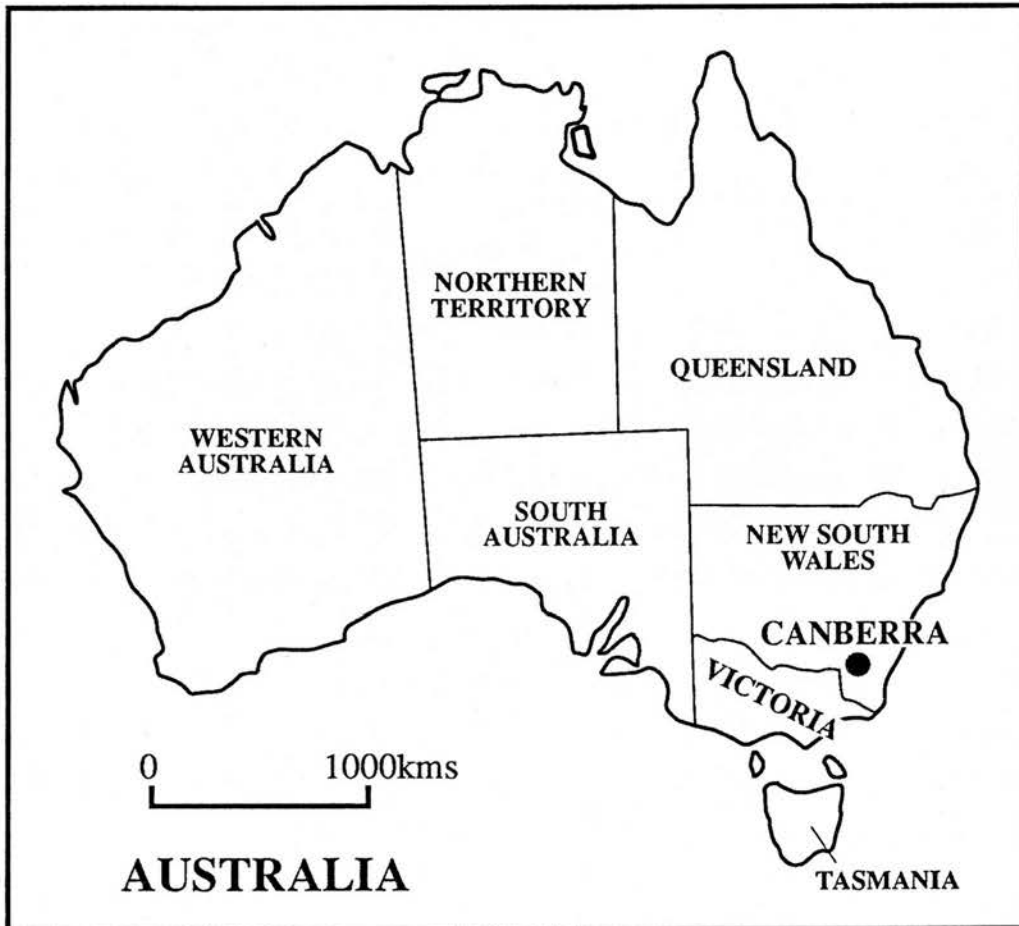 NORTHERN
TERRITORY
QUEENSLAND
WESTERN
AUSTRALIA
SOUTH
AUSTRALIA
NEW SOUTH
WALES
CANBERRA
VICTORIA
0 1000kms
AUSTRALIA
TASMANIA